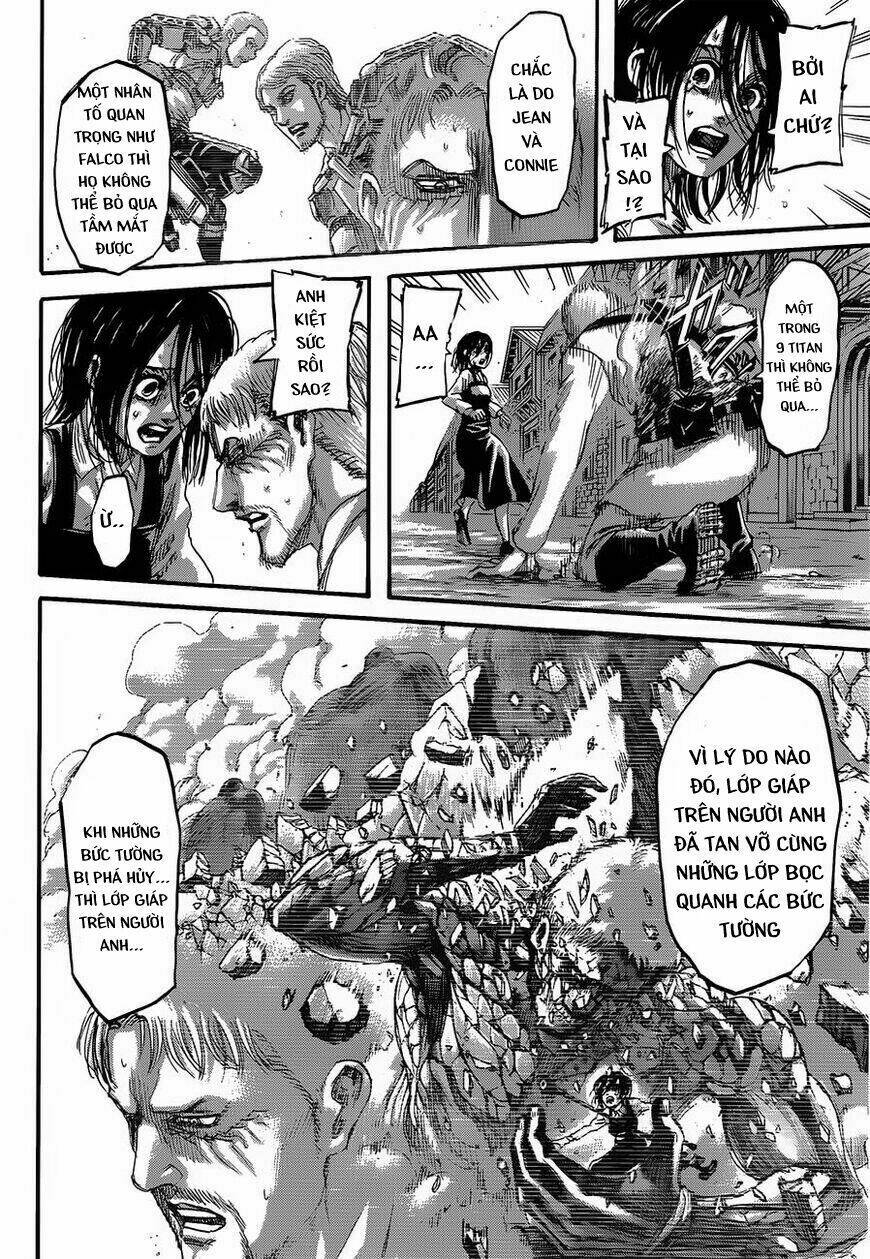 BỞI
AI
CHỨ?
VÀ
TẠI
SAO
!?
CHẮC
LÀ DO
JEAN
VÀ
CONNIE
MỘT NHÂN
TỐ QUAN
TRỌNG NHƯ
FALCO THÌ
HỌ KHÔNG
THỂ BỎ QUA
TẦM MẮT
ĐƯỢC
MỘT
TRONG
9 TITAN
THÌ KHÔNG
THỂ BỎ
QUA...
AA
...
ANH
KIỆT
SỨC
RỒI
SAO?
Ừ..
VÌ LÝ DO NÀO
ĐÓ, LỚP GIÁP
TRÊN NGƯỜI ANH
ĐÃ TAN VỠ CÙNG
NHỮNG LỚP BỌC
QUANH CÁC BỨC
TƯỜNG
KHI NHỮNG
BỨC TƯỜNG
BỊ PHÁ HỦY...
THÌ LỚP GIÁP
TRÊN NGƯỜI
ANH...